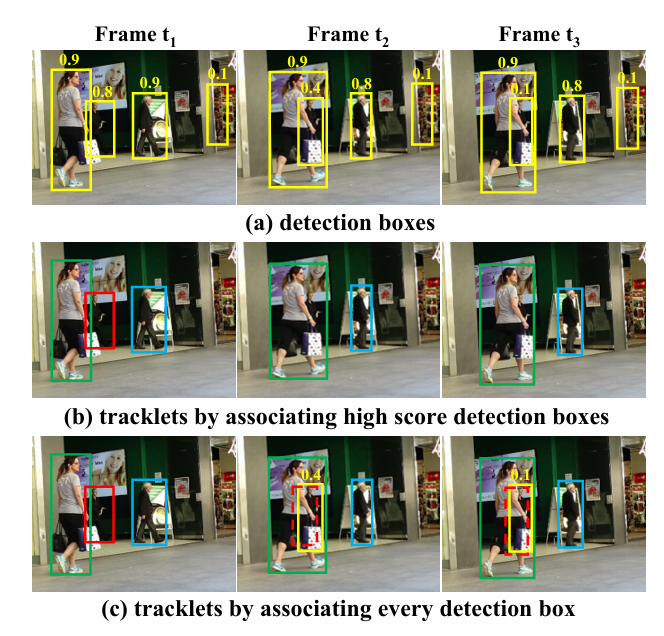 Frame t1 Frame t2 Frame t3
0.9 0.8 0.9 0.1 0.9 0.4 0.8 0.1 0.9 0.1 0.8 0.1
(a) detection boxes
(b) tracklets by associating high score detection boxes
0.4 0.1
(c) tracklets by associating every detection box